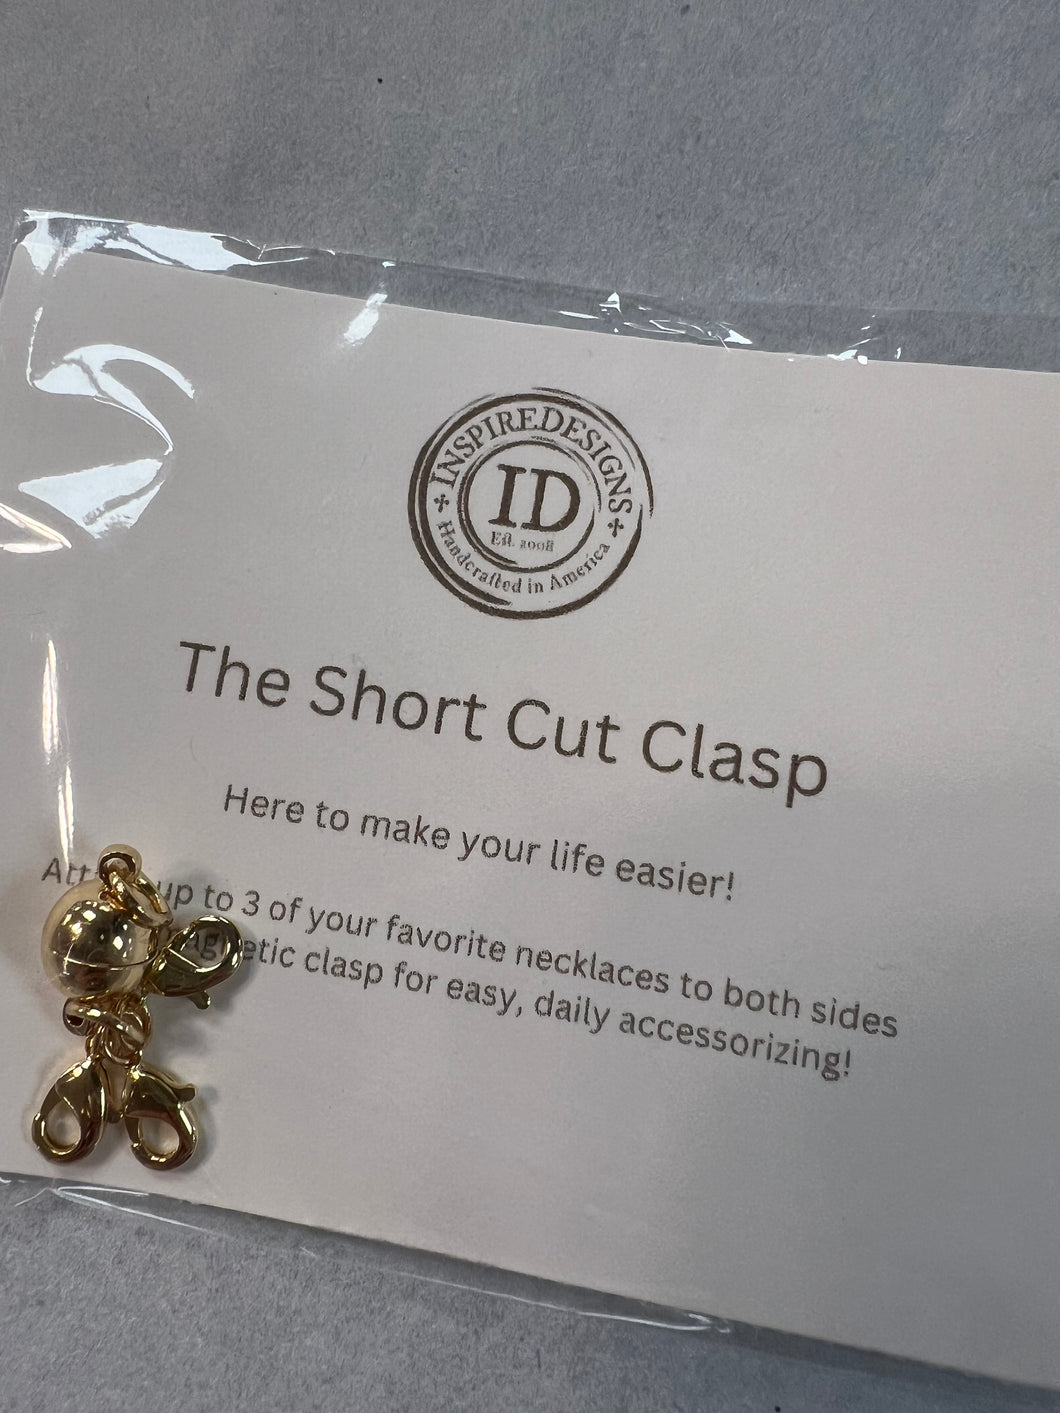 INSPIREDESIGNS
ID
Est. 2008
Handcrafted in America
The Short Cut Clasp
Here to make your life easier!
up to 3 of your favorite necklaces to both sides
clasp for easy, daily accessorizing!